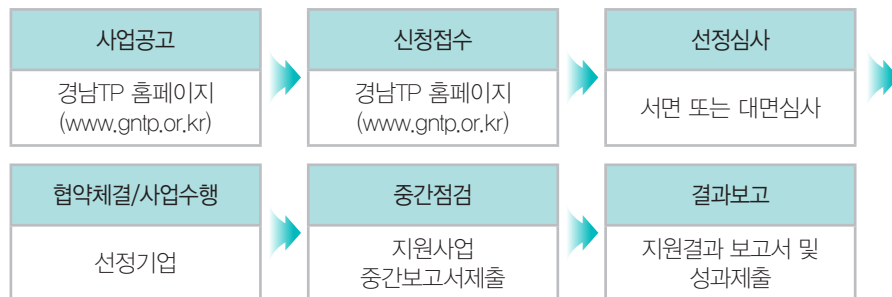 사업공고
경남TP 홈페이지
(www.gntp.or.kr)
신청접수
경남TP 홈페이지
(www.gntp.or.kr)
선정심사
서면 또는 대면심사
협약체결/사업수행
선정기업
중간점검
지원사업
중간보고서제출
결과보고
지원결과 보고서 및
성과제출